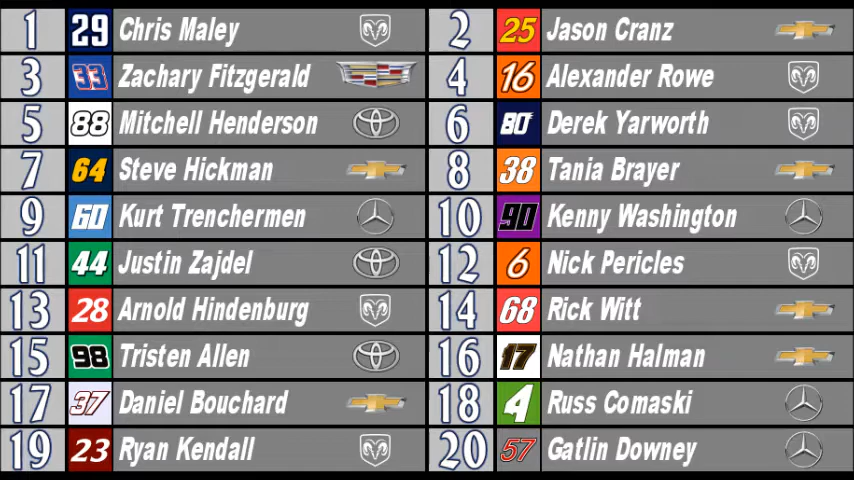 1 29 Chris Maley
2 25 Jason Cranz
3 33 Zachary Fitzgerald
4 16 Alexander Rowe
5 88 Mitchell Henderson
6 80 Derek Yarworth
7 64 Steve Hickman
8 38 Tania Brayer
9 60 Kurt Trenchermen
10 90 Kenny Washington
11 44 Justin Zajdel
12 6 Nick Pericles
13 28 Arnold Hindenburg
14 68 Rick Witt
15 98 Tristen Allen
16 17 Nathan Halman
17 37 Daniel Bouchard
18 4 Russ Comaski
19 23 Ryan Kendall
20 57 Gatlin Downey